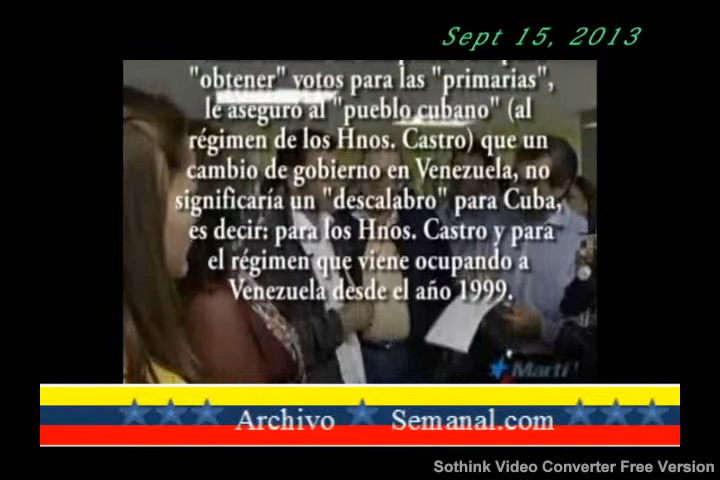 Sept 15, 2013
"obtener" votos para las "primarias",
le aseguró al "pueblo cubano" (al
régimen de los Hnos. Castro) que un
cambio de gobierno en Venezuela, no
significaría un "descalabro" para Cuba,
es decir: para los Hnos. Castro y para
el régimen que viene ocupando a
Venezuela desde el año 1999.
Martí
Archivo Semanal.com
Sothink Video Converter Free Version